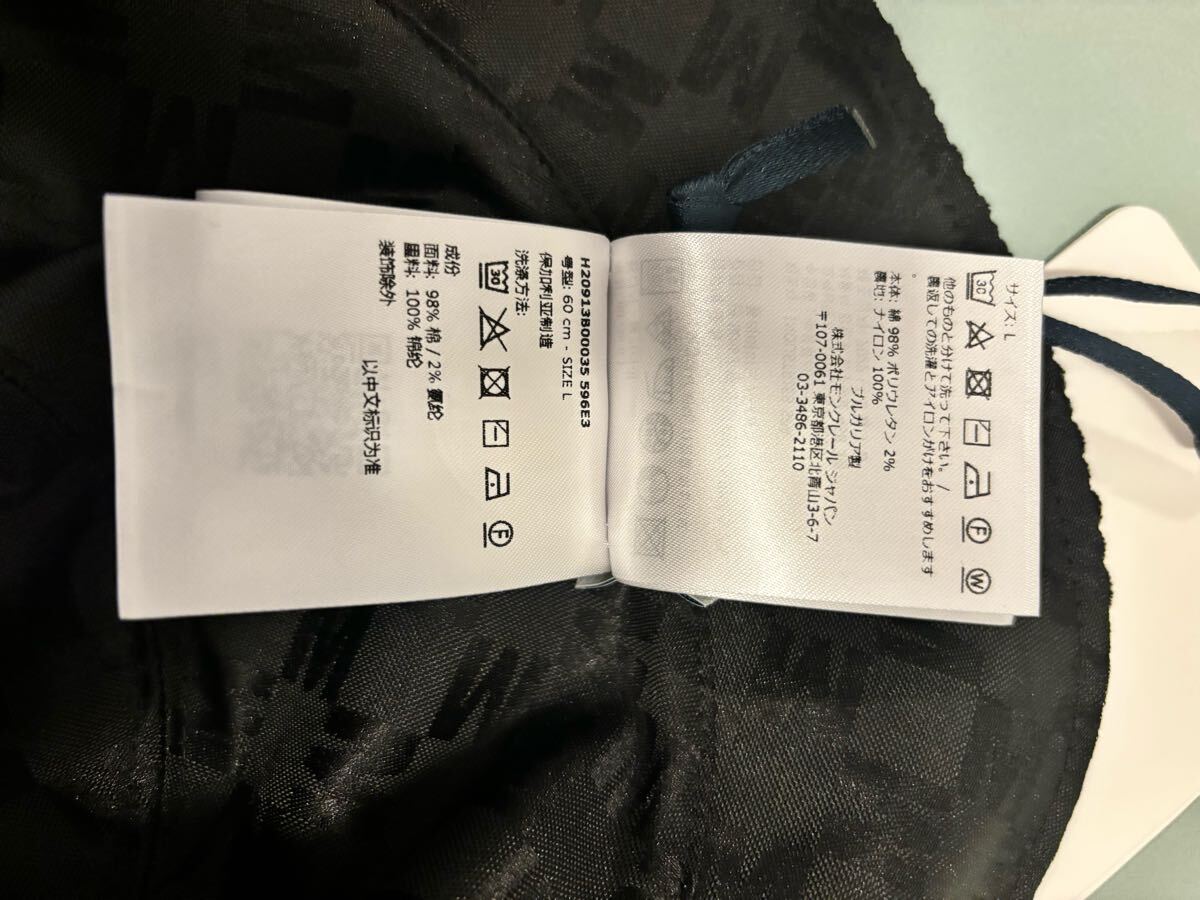 H20913B00035 596E3
号型: 60 cm - SIZE L
保加利亚制造
洗涤方法:
30
F
成份
面料: 98% 棉 / 2% 氨纶
里料: 100% 锦纶
装饰除外
以中文标识为准
サイズ: L
30
F
W
他のものと分けて洗って下さい。/
裏返しての洗濯とアイロンがけをおすすめします
。
本体: 綿 98% ポリウレタン 2%
裏地: ナイロン 100%
ブルガリア製
株式会社モンクレール ジャパン
〒107-0061 東京都港区北青山3-6-7
03-3486-2110